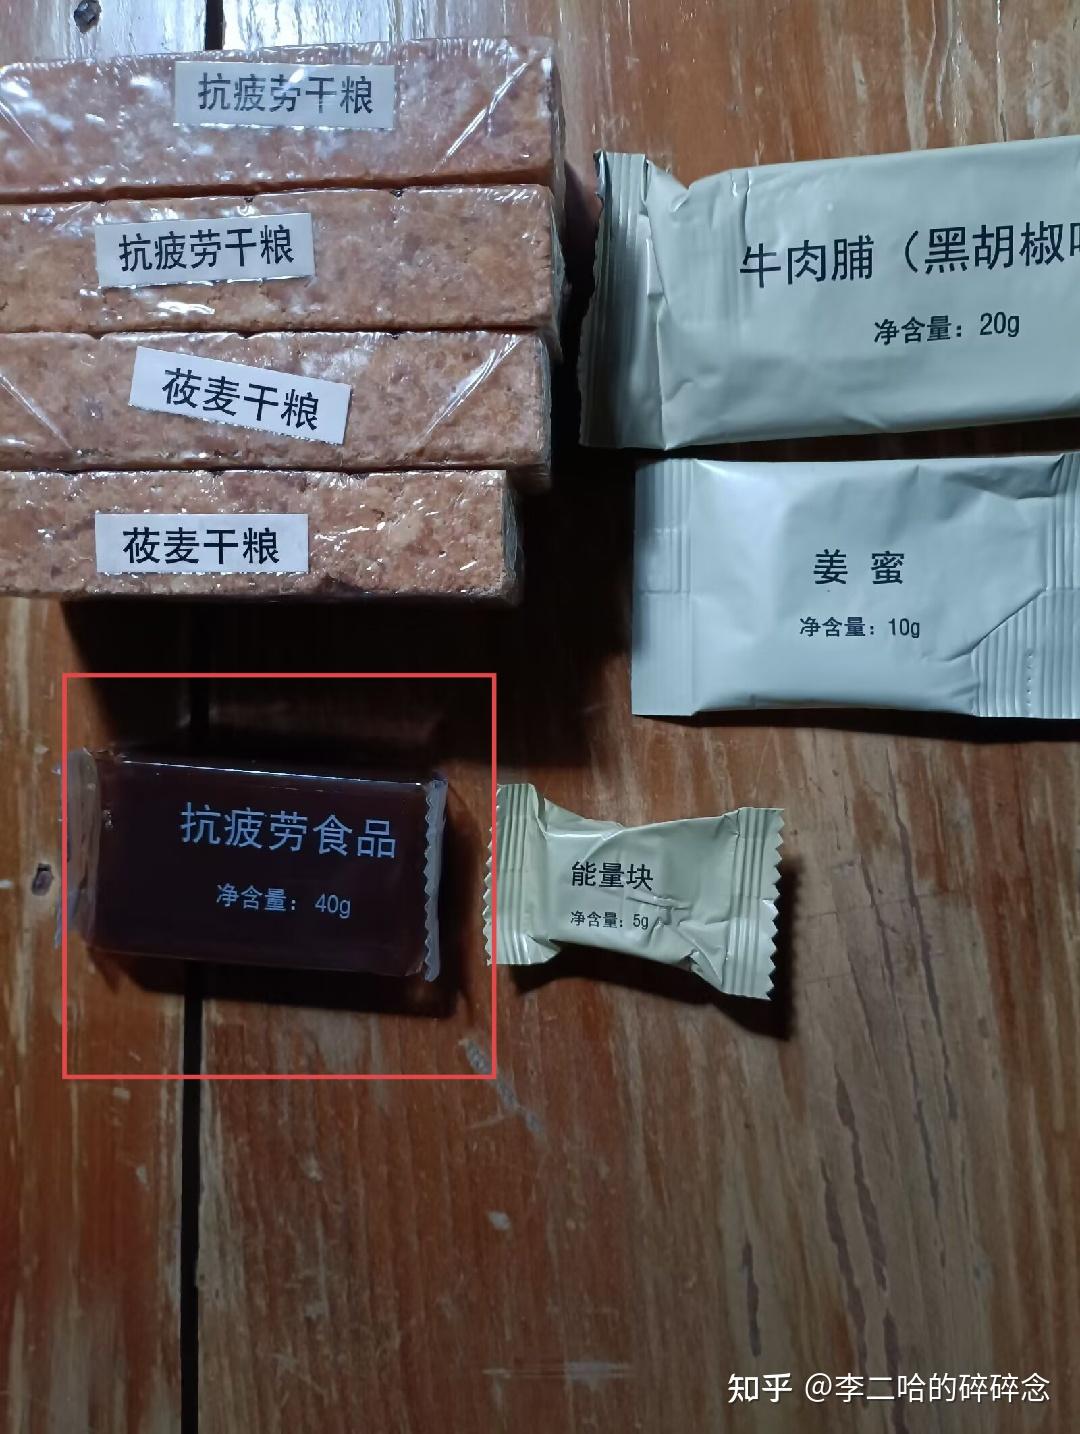 抗疲劳干粮
抗疲劳干粮
莜麦干粮
莜麦干粮
牛肉脯（黑胡椒
净含量：20g
姜 蜜
净含量：10g
抗疲劳食品
净含量：40g
能量块
净含量：5g
知乎 @李二哈的碎碎念